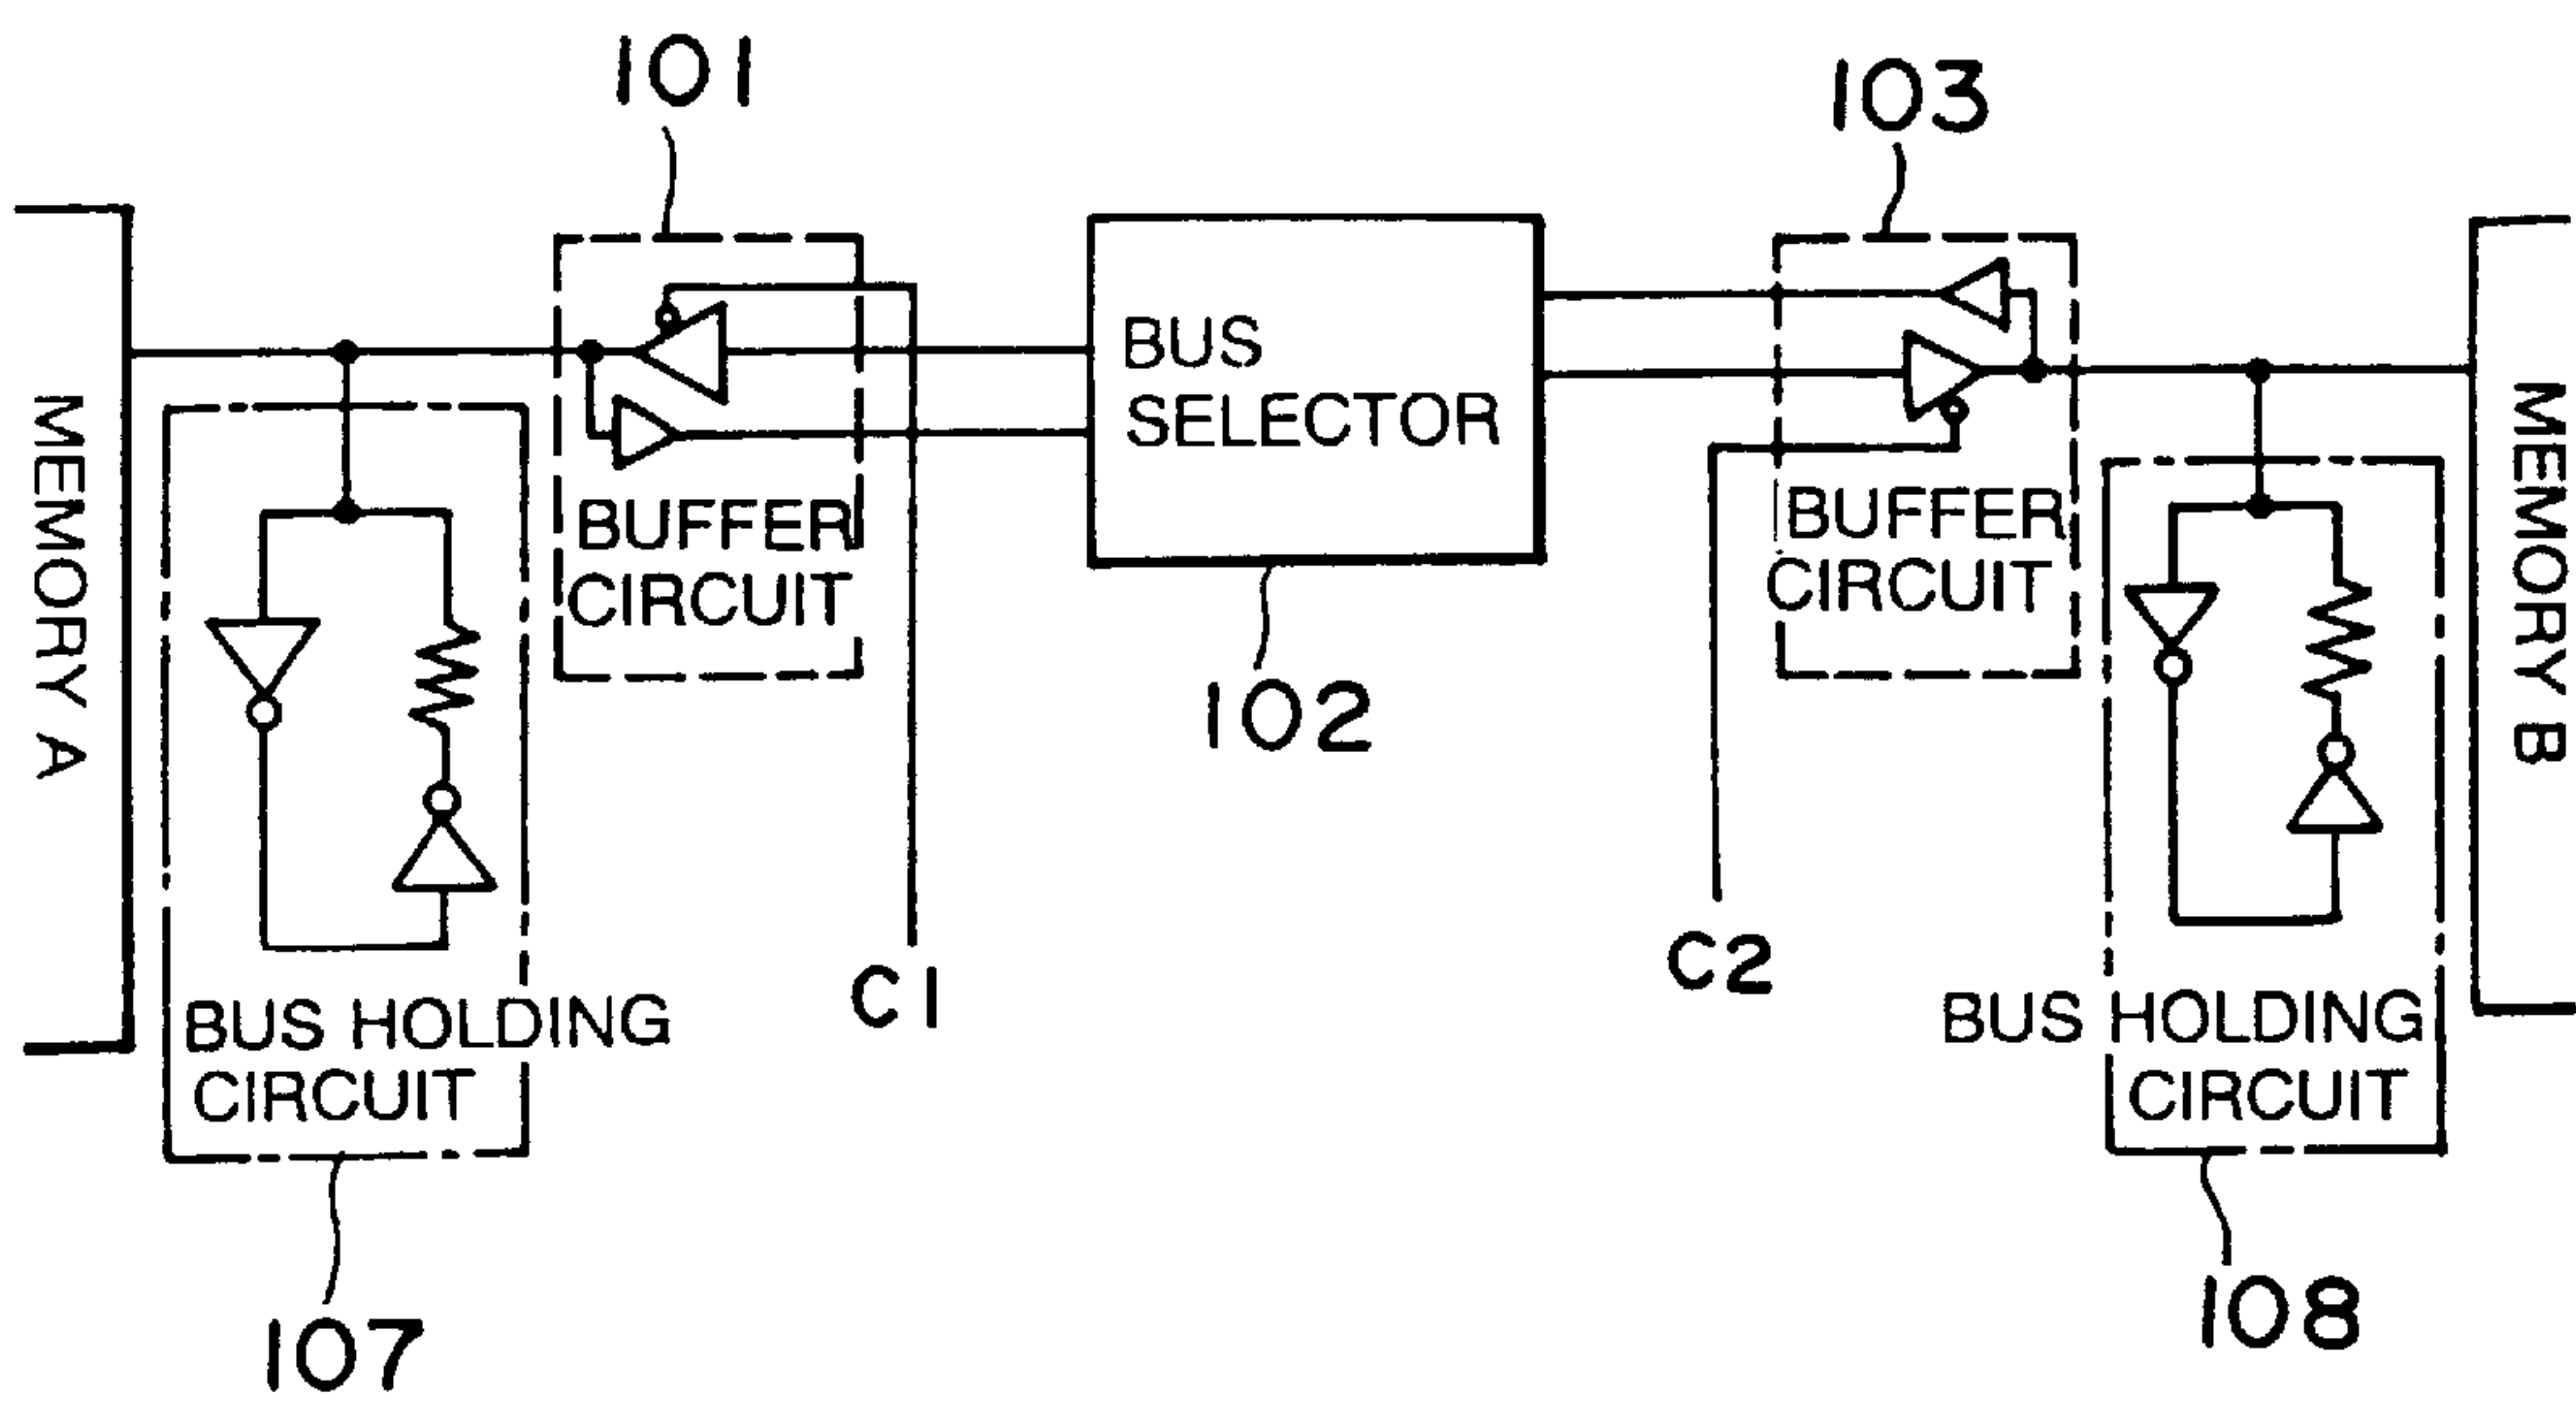 101
103
MEMORY A
BUS
SELECTOR
MEMORY B
BUFFER
CIRCUIT
BUFFER
CIRCUIT
102
C1
C2
BUS HOLDING
CIRCUIT
BUS HOLDING
CIRCUIT
107
108